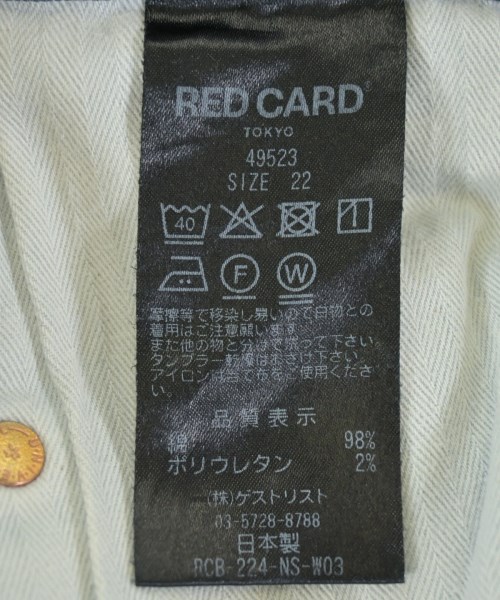 RED CARD
TOKYO
49523
SIZE 22
40
F W
摩擦等で移染し易いので白物との
着用はご注意願います。
また他の物と分けて洗って下さい。
タンブラー乾燥はおさけ下さい。
アイロンは当て布をご使用くださ
い。
品質表示
綿 98%
ポリウレタン 2%
(株)ゲストリスト
03-5728-8788
日本製
RCB-224-NS-W03